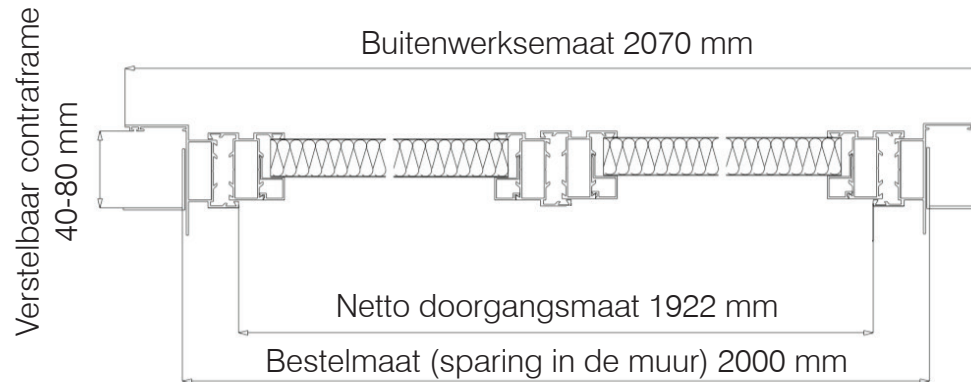 Buitenwerksemaat 2070 mm
Verstelbaar contraframe
40-80 mm
Netto doorgangsmaat 1922 mm
Bestelmaat (sparing in de muur) 2000 mm